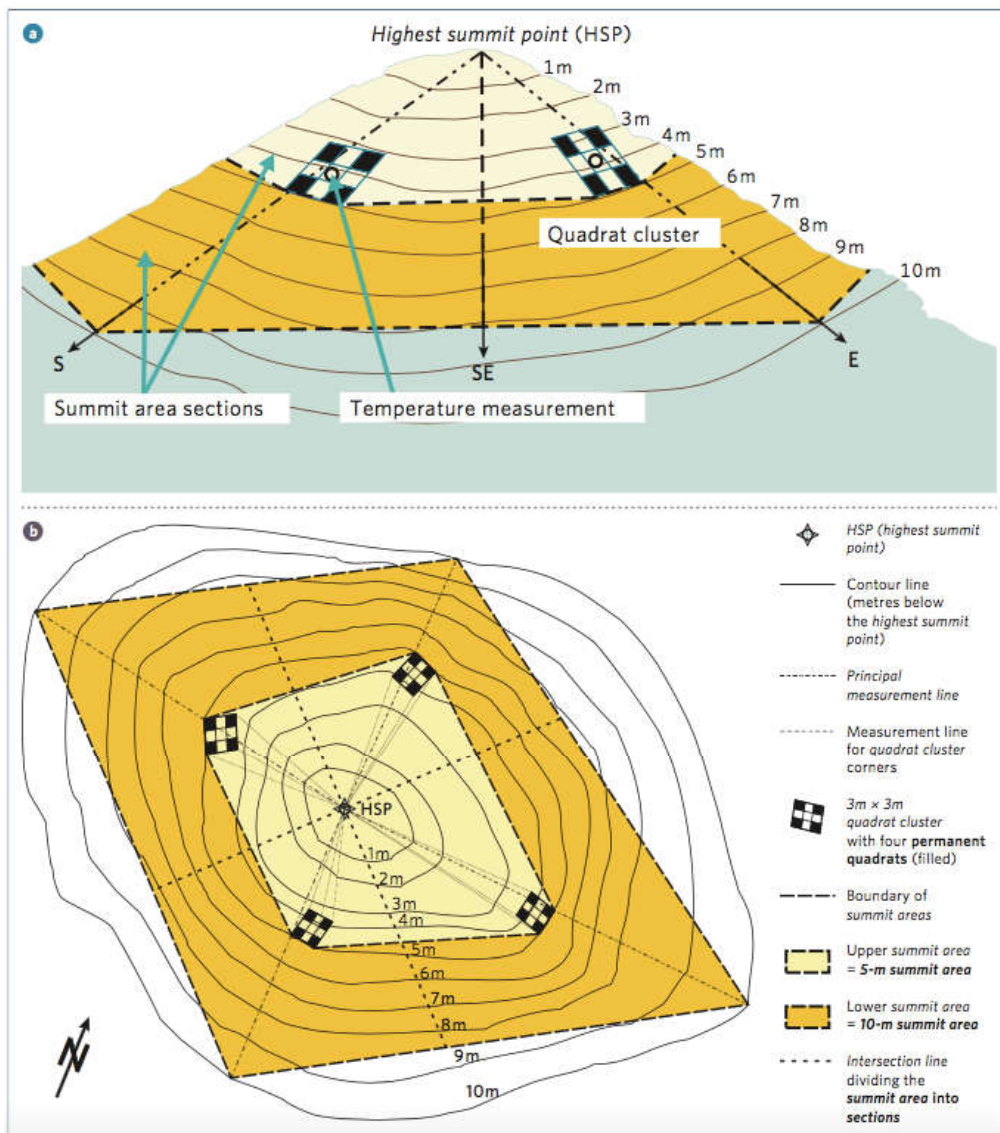 a
Highest summit point (HSP)
1m
2m
3m
4m
5m
6m
7m
8m
9m
10m
Quadrat cluster
S
SE
E
Summit area sections
Temperature measurement
b
HSP
1m
2m
3m
4m
5m
6m
7m
8m
9m
10m
N
HSP (highest summit
point)
Contour line
(metres below
the highest summit
point)
Principal
measurement line
Measurement line
for quadrat cluster
corners
3m × 3m
quadrat cluster
with four permanent
quadrats (filled)
Boundary of
summit areas
Upper summit area
= 5-m summit area
Lower summit area
= 10-m summit area
Intersection line
dividing the
summit area into
sections